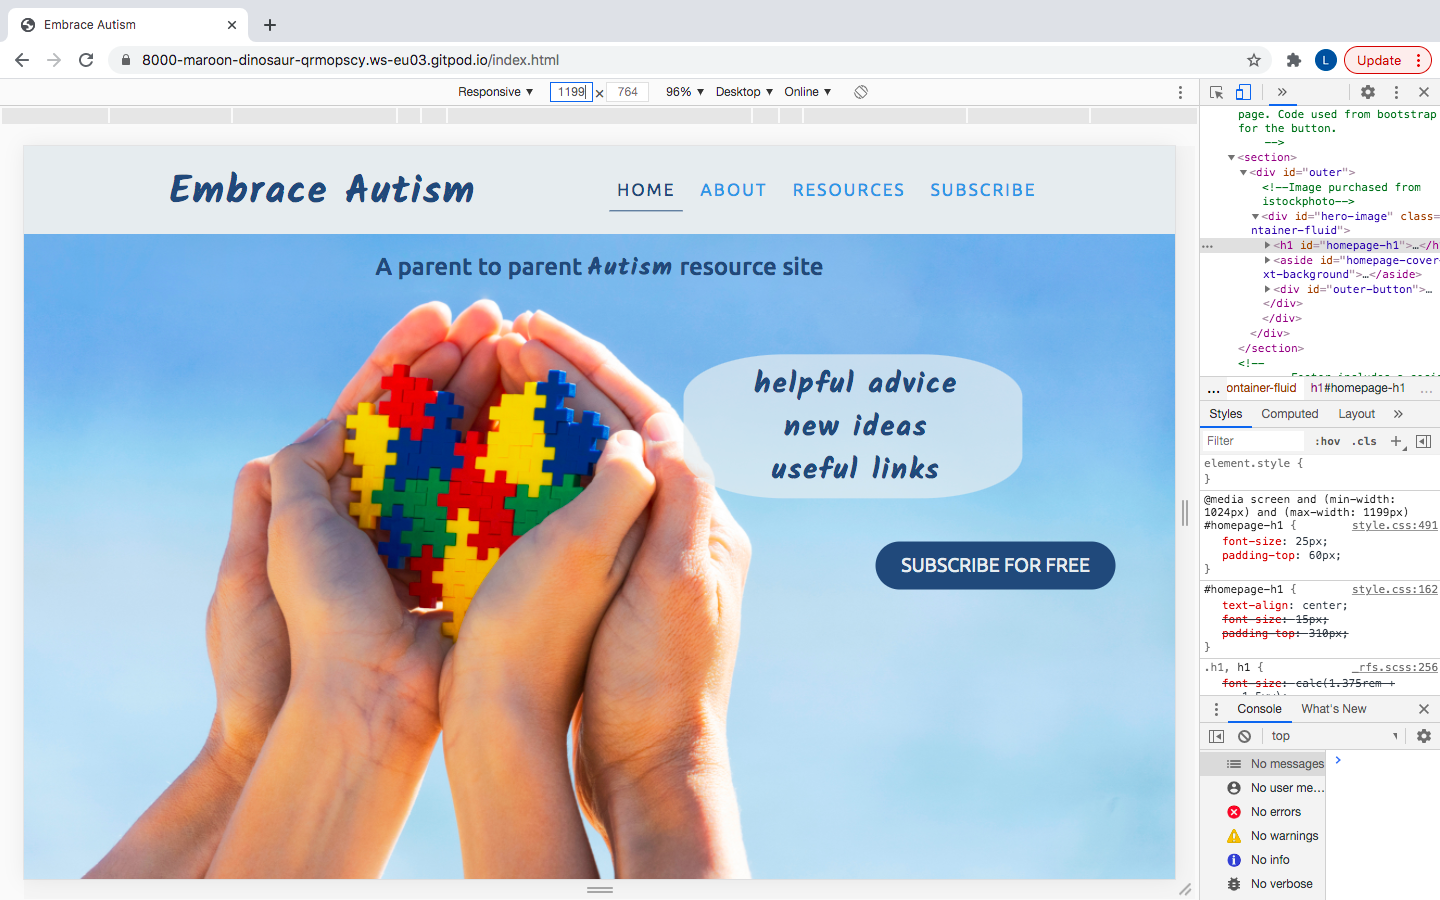 Embrace Autism
8000-maroon-dinosaur-qrmopscy.ws-eu03.gitpod.io/index.html
L
Update
Responsive
1199
×
764
96%
Desktop
Online
Embrace Autism
HOME
ABOUT
RESOURCES
SUBSCRIBE
A parent to parent Autism resource site
helpful advice
new ideas
useful links
SUBSCRIBE FOR FREE
page. Code used from bootstrap
for the button.
-->
<section>
<div id="outer">
<!--Image purchased from
istockphoto-->
<div id="hero-image" class=
ntainer-fluid">
<h1 id="homepage-h1">…</h
<aside id="homepage-cover
xt-background">…</aside>
<div id="outer-button">…
</div>
</div>
</div>
</section>
<!--
... ontainer-fluid h1#homepage-h1 ...
Styles Computed Layout
Filter :hov .cls
element.style {
}
@media screen and (min-width:
1024px) and (max-width: 1199px)
#homepage-h1 { style.css:491
font-size: 25px;
padding-top: 60px;
}
#homepage-h1 { style.css:162
text-align: center;
font-size: 15px;
padding-top: 310px;
}
.h1, h1 { _rfs.scss:256
font-size: calc(1.375rem +
Console What's New
top
No messages
No user me...
No errors
No warnings
No info
No verbose